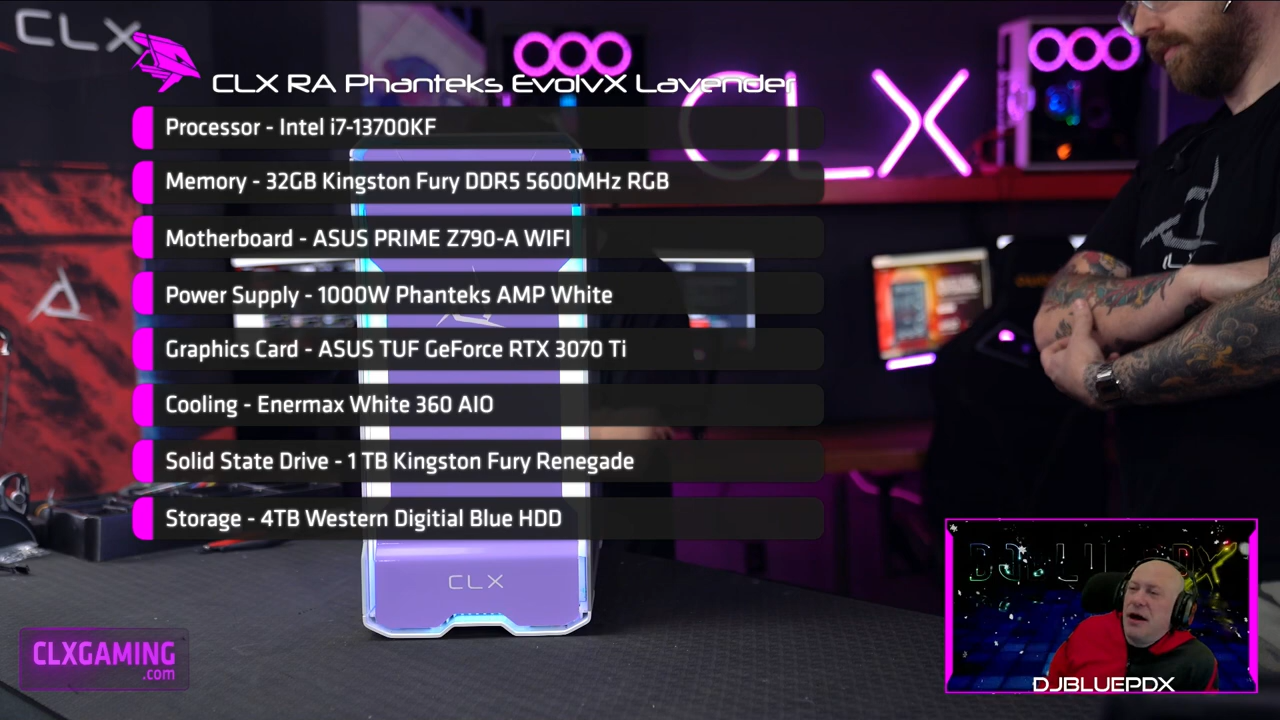 CLX
CLX RA Phanteks EvolvX Lavender
CLX
Processor - Intel i7-13700KF
Memory - 32GB Kingston Fury DDR5 5600MHz RGB
Motherboard - ASUS PRIME Z790-A WIFI
Power Supply - 1000W Phanteks AMP White
Graphics Card - ASUS TUF GeForce RTX 3070 Ti
Cooling - Enermax White 360 AIO
Solid State Drive - 1 TB Kingston Fury Renegade
Storage - 4TB Western Digitial Blue HDD
CLX
CLXGAMING
.com
DJBLUEPDX